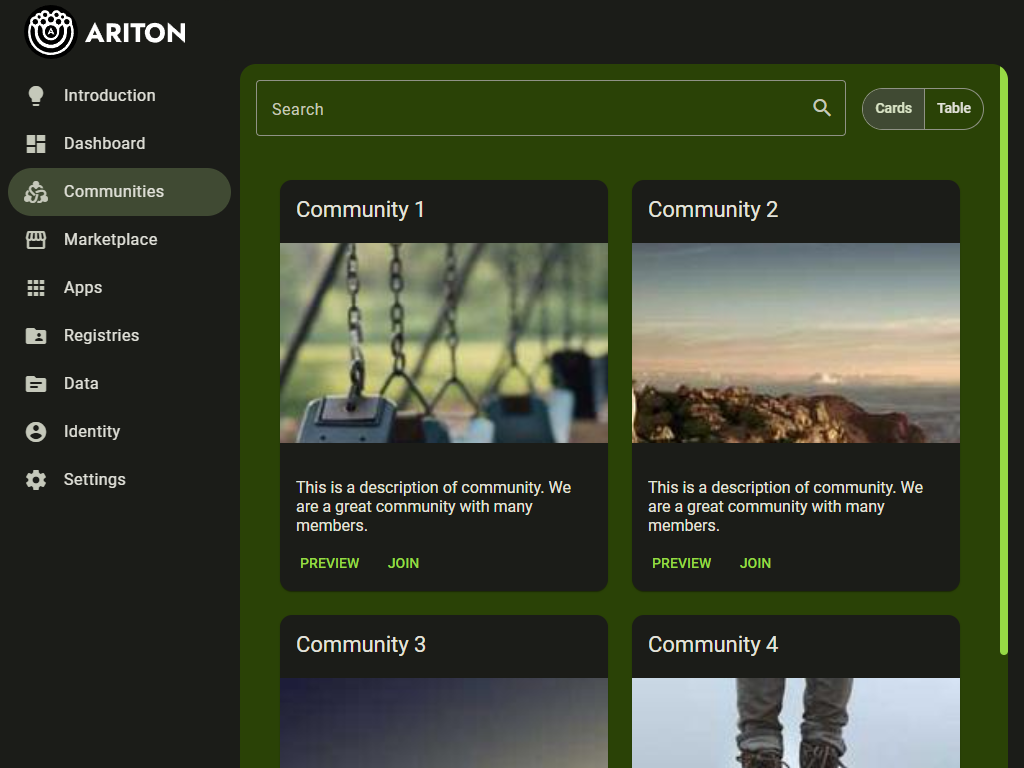 ARITON
Introduction
Dashboard
Communities
Marketplace
Apps
Registries
Data
Identity
Settings
Search
Cards
Table
Community 1
This is a description of community. We
are a great community with many
members.
PREVIEW JOIN
Community 2
This is a description of community. We
are a great community with many
members.
PREVIEW JOIN
Community 3
Community 4